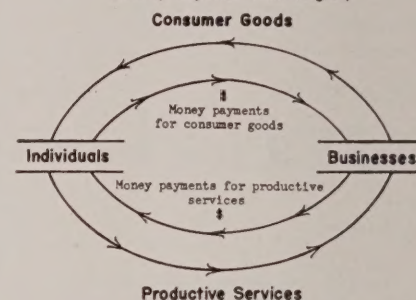 Consumer Goods
$
Money payments
for consumer goods
Individuals
Businesses
Money payments for productive
services
$
Productive Services